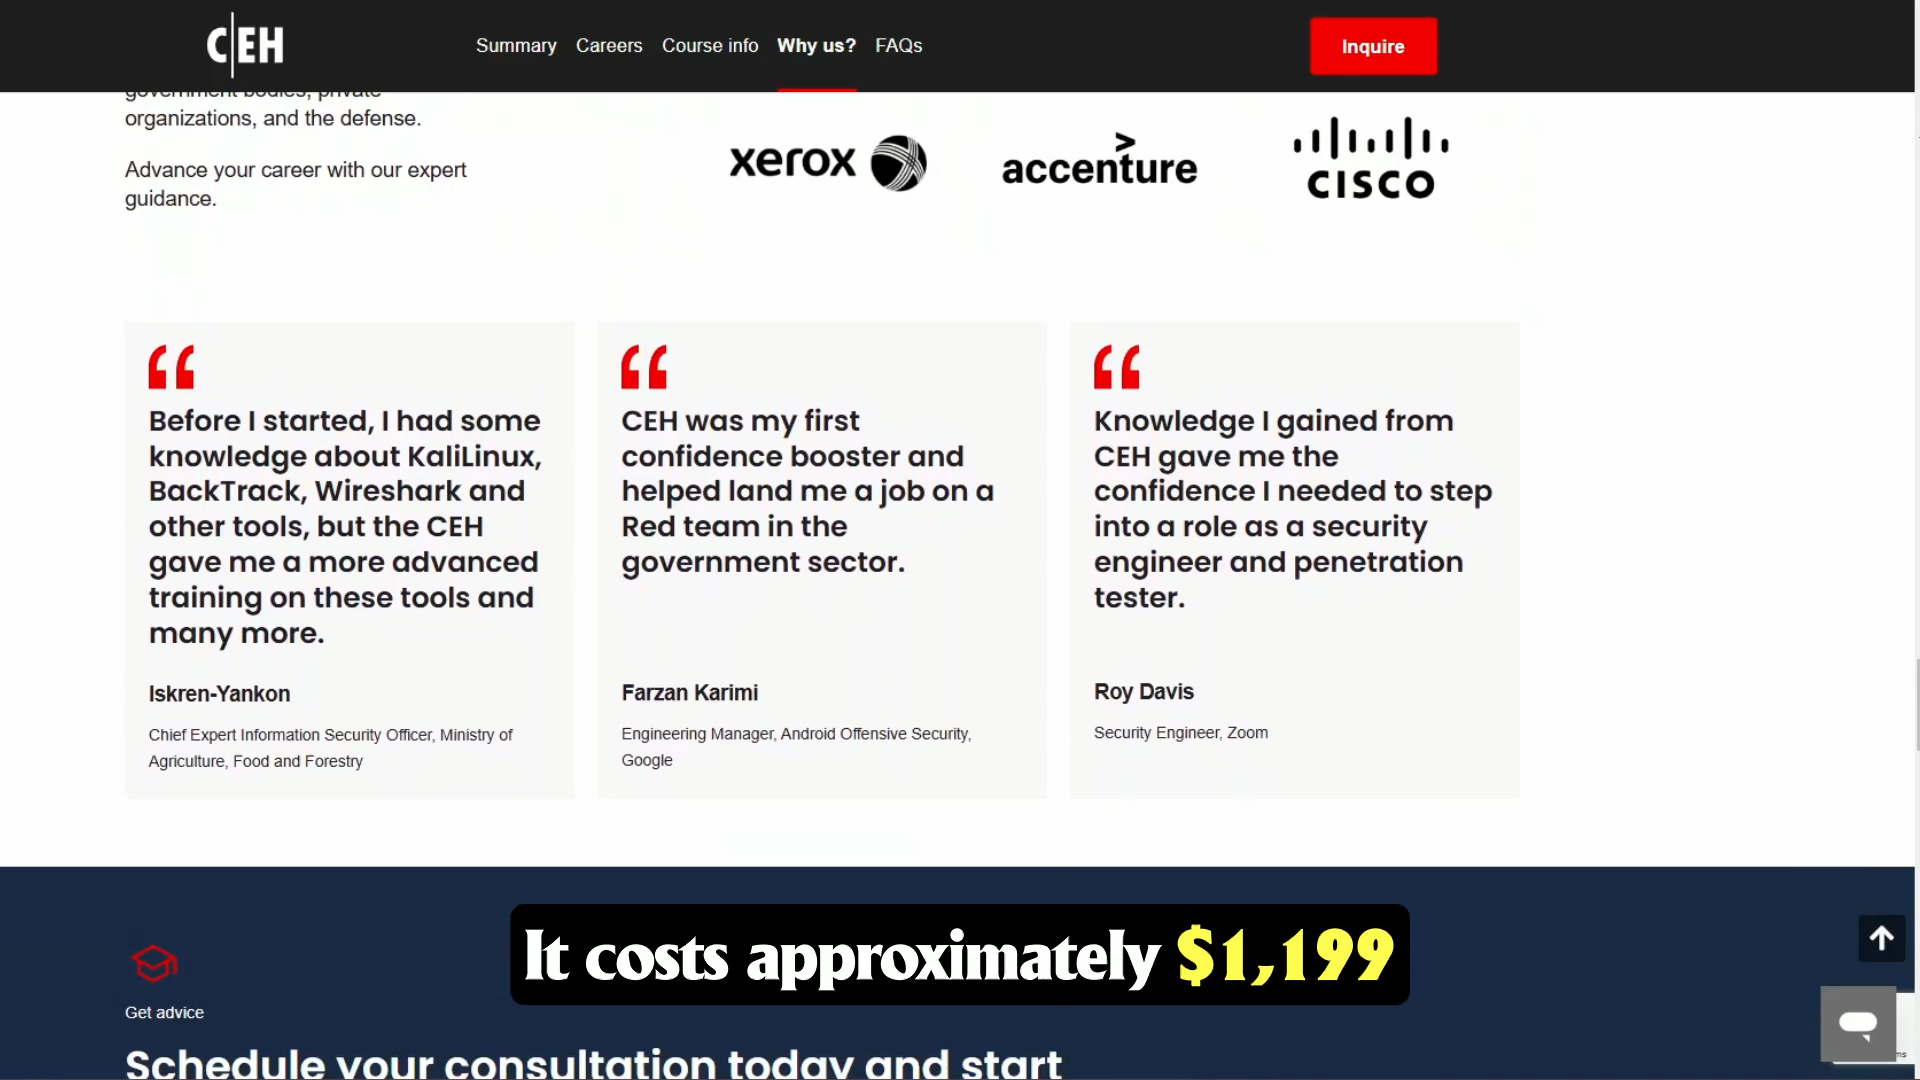 C|EH
Summary Careers Course info Why us? FAQs
Inquire
government bodies, private
organizations, and the defense.
Advance your career with our expert
guidance.
xerox
accenture
CISCO
Before I started, I had some
knowledge about KaliLinux,
BackTrack, Wireshark and
other tools, but the CEH
gave me a more advanced
training on these tools and
many more.
Iskren-Yankon
Chief Expert Information Security Officer, Ministry of
Agriculture, Food and Forestry
CEH was my first
confidence booster and
helped land me a job on a
Red team in the
government sector.
Farzan Karimi
Engineering Manager, Android Offensive Security,
Google
Knowledge I gained from
CEH gave me the
confidence I needed to step
into a role as a security
engineer and penetration
tester.
Roy Davis
Security Engineer, Zoom
It costs approximately $1,199
Get advice
Schedule your consultation today and start